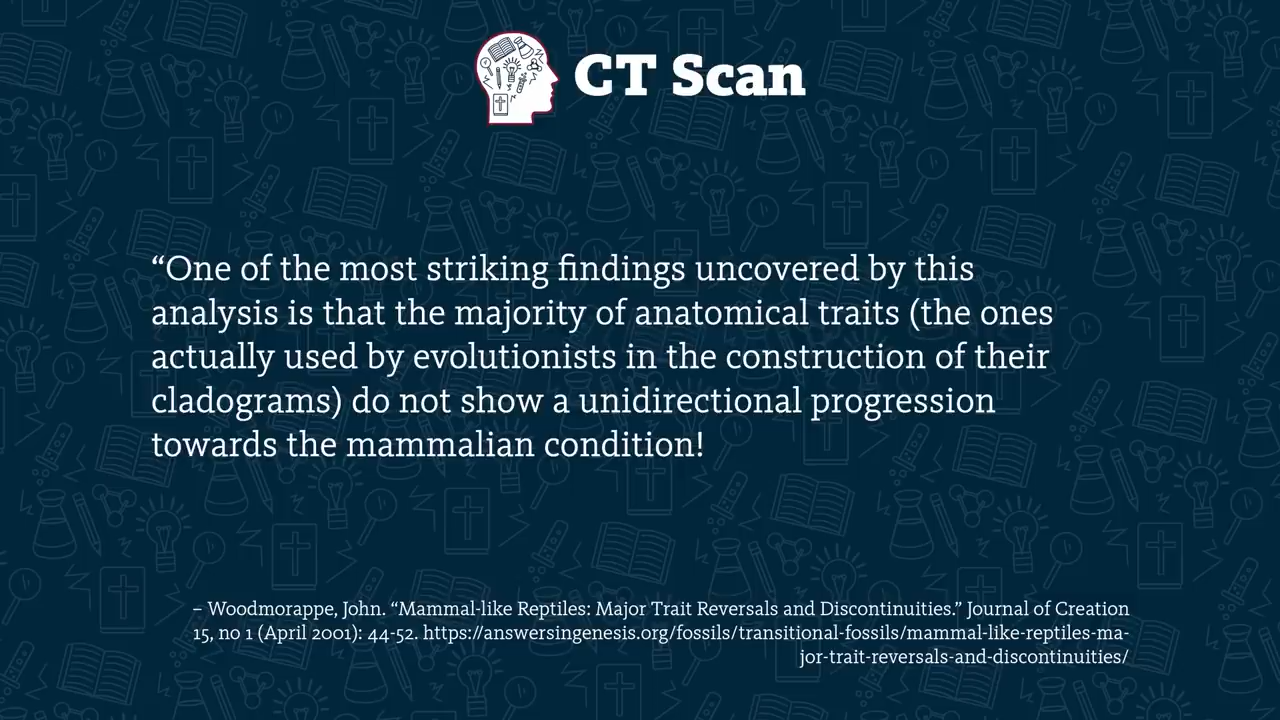 CT Scan
“One of the most striking findings uncovered by this
analysis is that the majority of anatomical traits (the ones
actually used by evolutionists in the construction of their
cladograms) do not show a unidirectional progression
towards the mammalian condition!
– Woodmorappe, John. “Mammal-like Reptiles: Major Trait Reversals and Discontinuities.” Journal of Creation
15, no 1 (April 2001): 44-52. https://answersingenesis.org/fossils/transitional-fossils/mammal-like-reptiles-ma-
jor-trait-reversals-and-discontinuities/